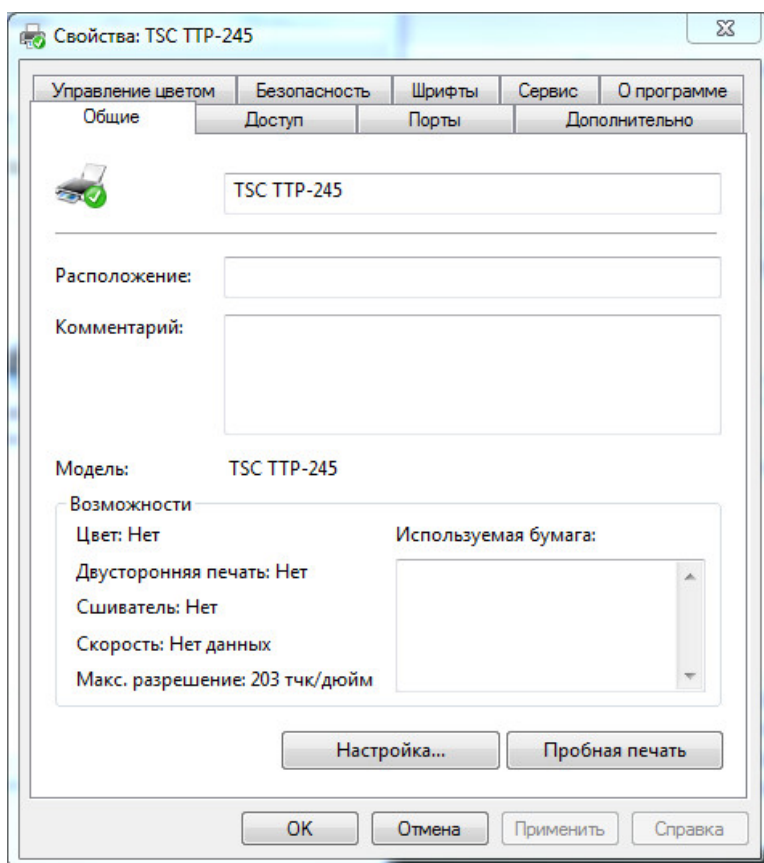 Свойства: TSC TTP-245
Управление цветом Безопасность Шрифты Сервис О программе
Общие Доступ Порты Дополнительно
TSC TTP-245
Расположение:
Комментарий:
Модель: TSC TTP-245
Возможности
Цвет: Нет Используемая бумага:
Двусторонняя печать: Нет
Сшиватель: Нет
Скорость: Нет данных
Макс. разрешение: 203 тчк/дюйм
Настройка... Пробная печать
OK Отмена Применить Справка